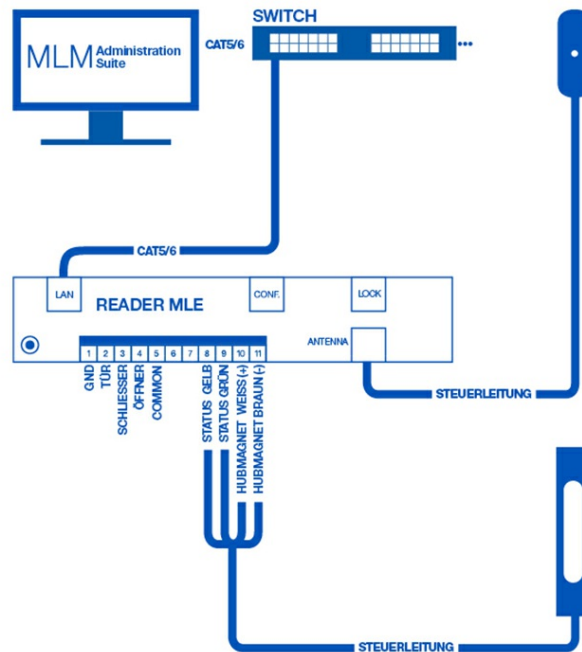 SWITCH
MLM Administration
Suite
CAT5/6
CAT5/6
LAN
READER MLE
CONF.
LOOK
ANTENNA
1 2 3 4 5 6 7 8 9 10 11
GND
TÜR
SCHLIESSER
ÖFFNER
COMMON
STATUS GELB
STATUS GRÜN
HUBMAGNET WEISS (+)
HUBMAGNET BRAUN (-)
STEUERLEITUNG
STEUERLEITUNG